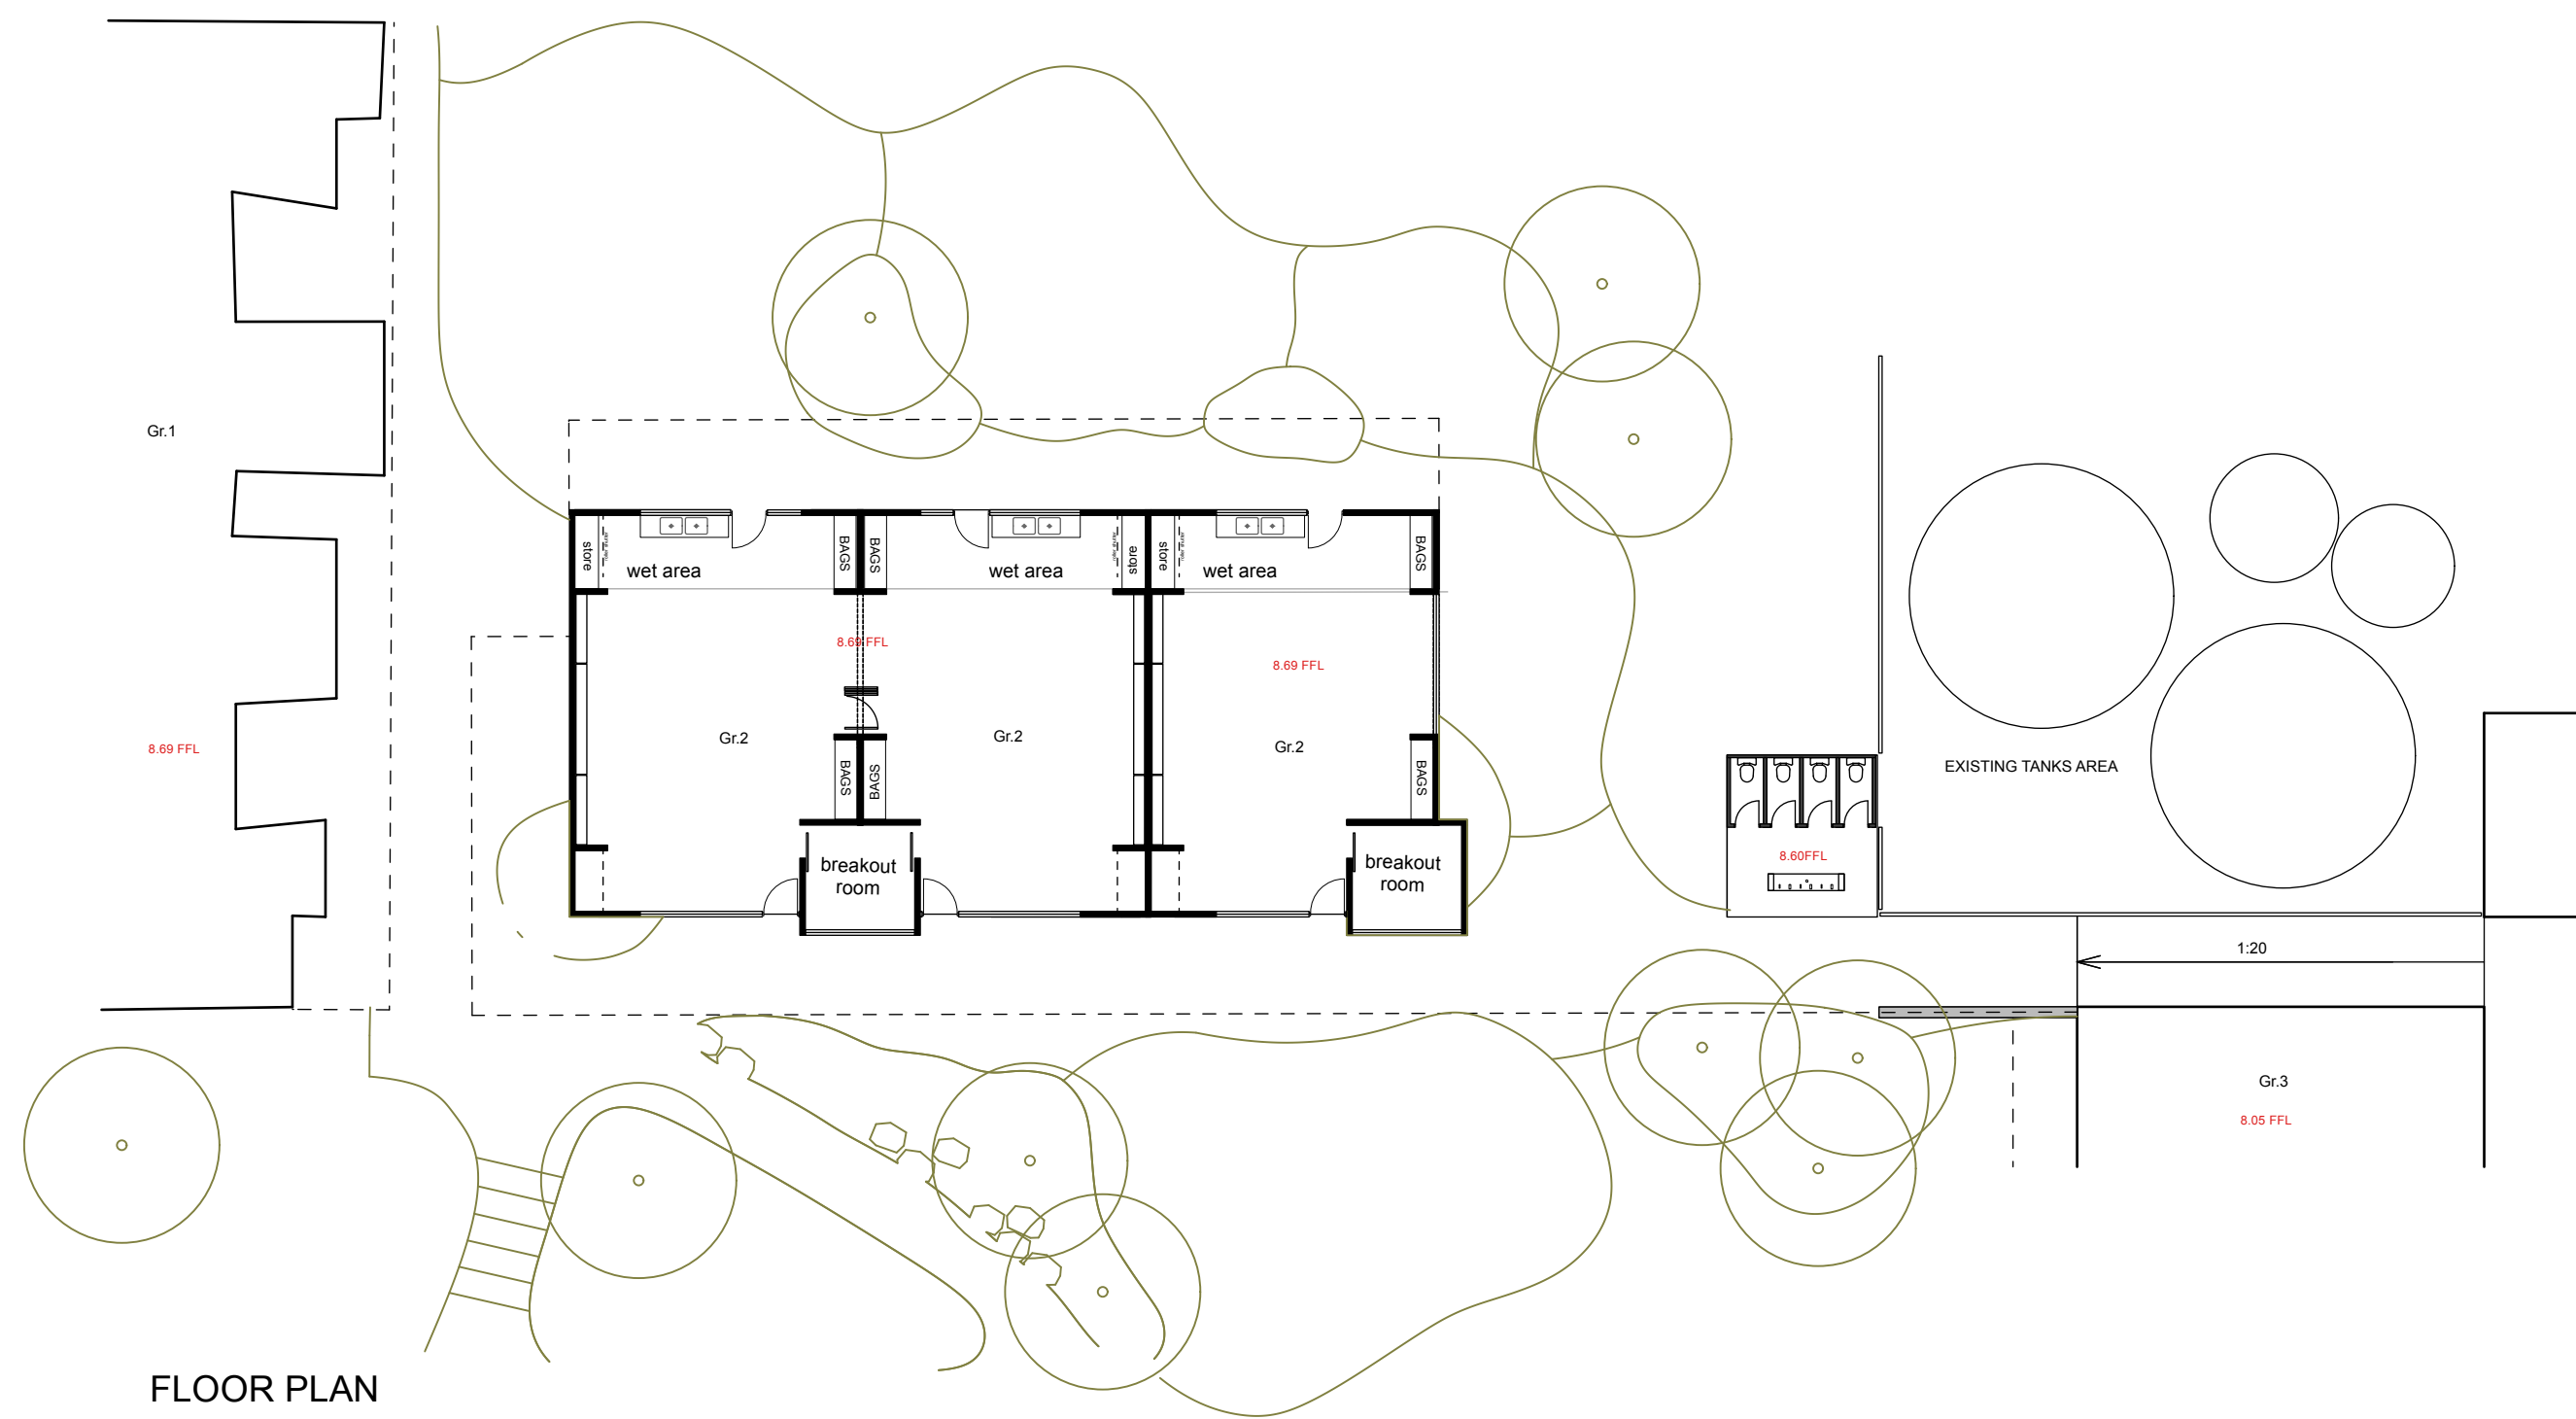 Gr.1
8.69 FFL
store
wet area
BAGS
BAGS
wet area
store
store
wet area
BAGS
8.69 FFL
8.69 FFL
Gr.2
Gr.2
Gr.2
BAGS
BAGS
BAGS
breakout
room
breakout
room
EXISTING TANKS AREA
8.60FFL
1:20
Gr.3
8.05 FFL
FLOOR PLAN